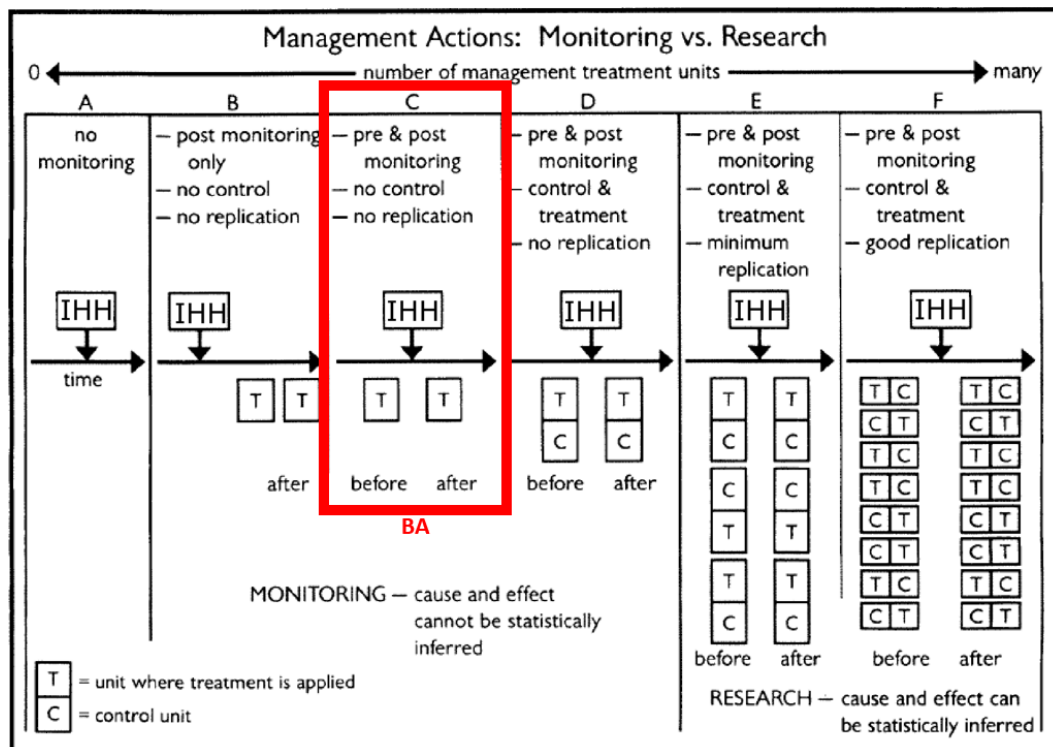 Management Actions: Monitoring vs. Research
0 number of management treatment units many
A
no
monitoring
IHH
time
B
– post monitoring
only
– no control
– no replication
IHH
T T
after
C
– pre & post
monitoring
– no control
– no replication
IHH
T T
before after
BA
D
– pre & post
monitoring
– control &
treatment
– no replication
IHH
T T
C C
before after
E
– pre & post
monitoring
– control &
treatment
– minimum
replication
IHH
T T
C C
C C
T T
T T
C C
before after
F
– pre & post
monitoring
– control &
treatment
– good replication
IHH
T C T C
C T C T
T C T C
T C T C
C T C T
C T C T
T C T C
C T C T
before after
MONITORING – cause and effect
cannot be statistically
inferred
T = unit where treatment is applied
C = control unit
RESEARCH – cause and effect can
be statistically inferred